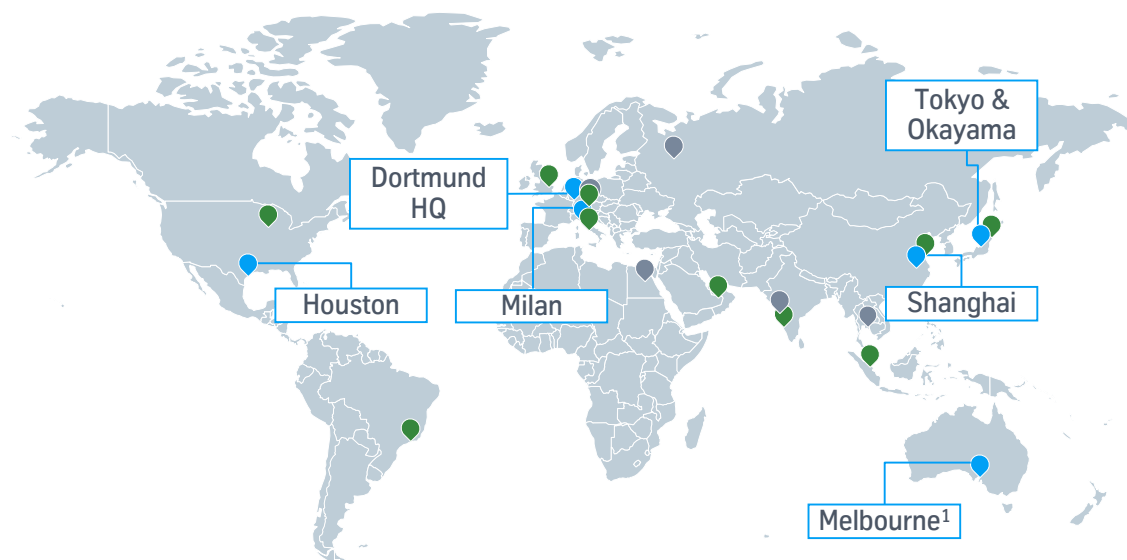 Tokyo &
Okayama
Dortmund
HQ
Houston
Milan
Shanghai
Melbourne¹